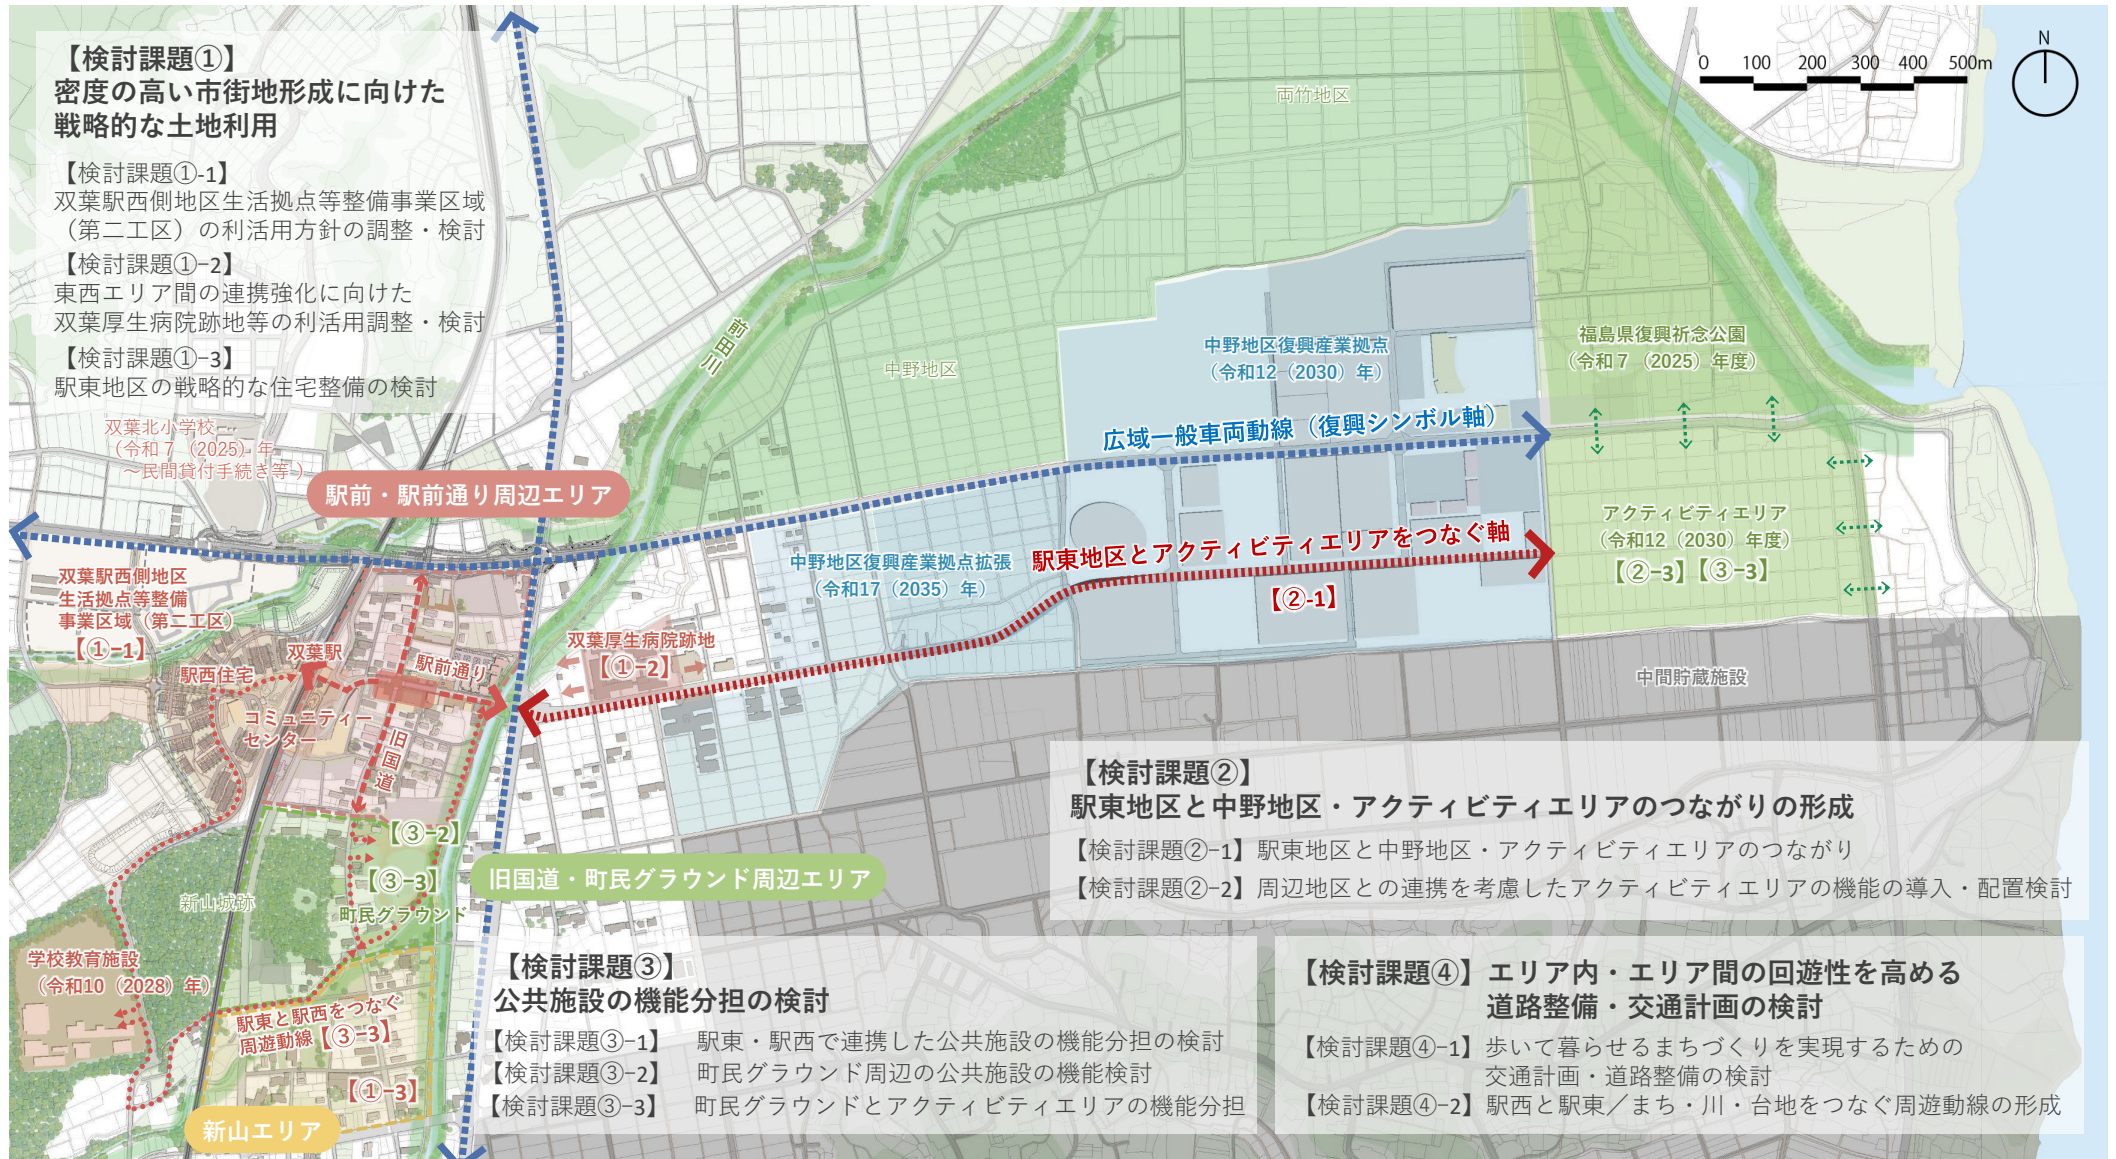 【検討課題①】
密度の高い市街地形成に向けた
戦略的な土地利用
【検討課題①-1】
双葉駅西側地区生活拠点等整備事業区域
（第二工区）の利活用方針の調整・検討
【検討課題①-2】
東西エリア間の連携強化に向けた
双葉厚生病院跡地等の利活用調整・検討
【検討課題①-3】
駅東地区の戦略的な住宅整備の検討
0 100 200 300 400 500m
N
両竹地区
前田川
中野地区
中野地区復興産業拠点
（令和12（2030）年）
福島県復興祈念公園
（令和７（2025）年度）
広域一般車両動線（復興シンボル軸）
双葉北小学校
（令和７（2025）年
～民間貸付手続き等）
駅前・駅前通り周辺エリア
アクティビティエリア
（令和12（2030）年度）
【②-3】【③-3】
駅東地区とアクティビティエリアをつなぐ軸
【②-1】
中野地区復興産業拠点拡張
（令和17（2035）年）
双葉駅西側地区
生活拠点等整備
事業区域（第二工区）
【①-1】
双葉厚生病院跡地
【①-2】
双葉駅
駅前通り
駅西住宅
コミュニティー
センター
旧国道
中間貯蔵施設
【③-2】
【③-3】
町民グラウンド
旧国道・町民グラウンド周辺エリア
新山城跡
学校教育施設
（令和10（2028）年）
駅東と駅西をつなぐ
周遊動線【③-3】
【①-3】
新山エリア
【検討課題②】
駅東地区と中野地区・アクティビティエリアのつながりの形成
【検討課題②-1】駅東地区と中野地区・アクティビティエリアのつながり
【検討課題②-2】周辺地区との連携を考慮したアクティビティエリアの機能の導入・配置検討
【検討課題③】
公共施設の機能分担の検討
【検討課題③-1】 駅東・駅西で連携した公共施設の機能分担の検討
【検討課題③-2】 町民グラウンド周辺の公共施設の機能検討
【検討課題③-3】 町民グラウンドとアクティビティエリアの機能分担
【検討課題④】エリア内・エリア間の回遊性を高める
道路整備・交通計画の検討
【検討課題④-1】歩いて暮らせるまちづくりを実現するための
交通計画・道路整備の検討
【検討課題④-2】駅西と駅東／まち・川・台地をつなぐ周遊動線の形成